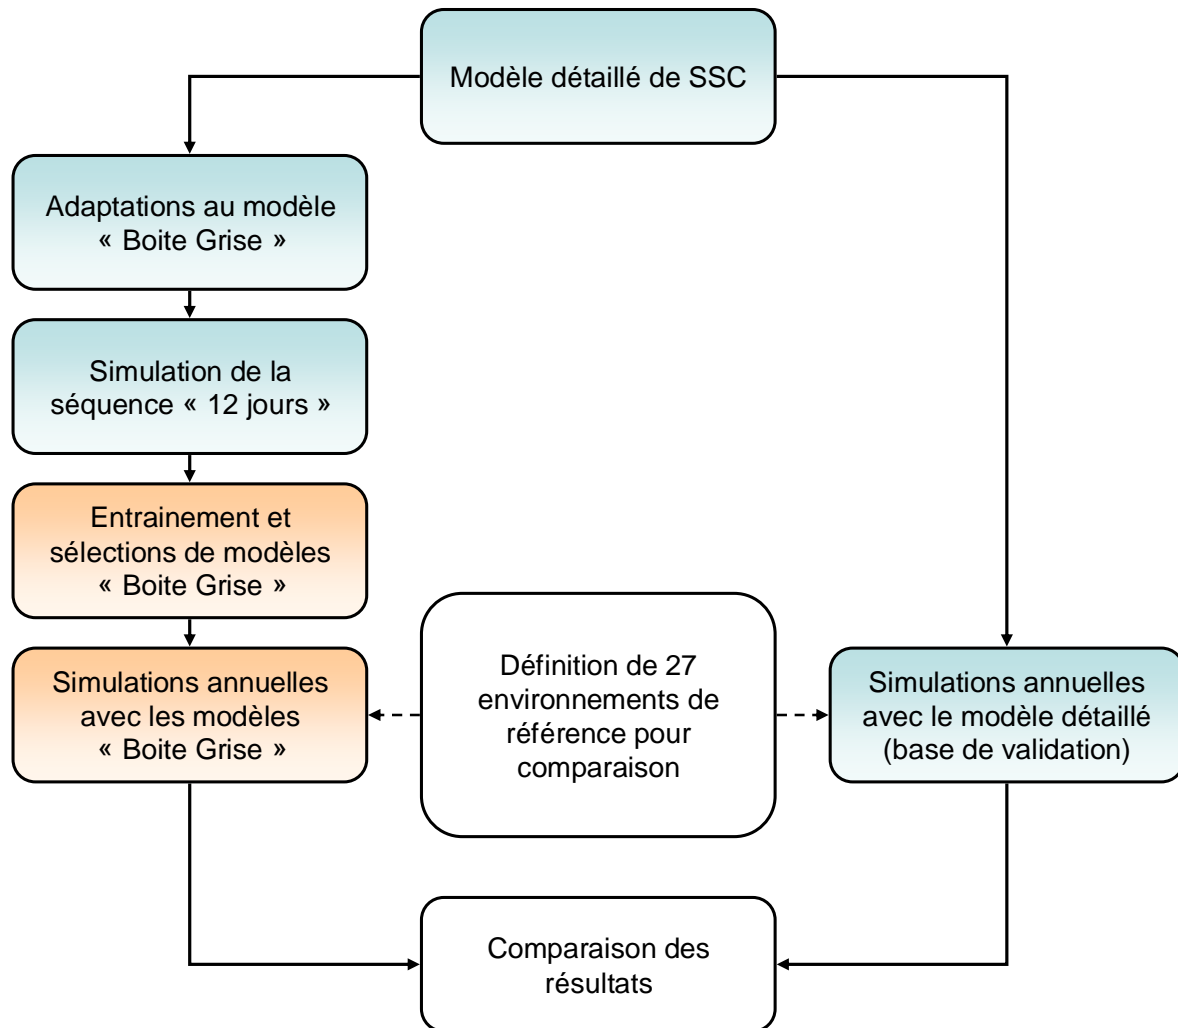 Modèle détaillé de SSC
Adaptations au modèle
« Boite Grise »
Simulation de la
séquence « 12 jours »
Entrainement et
sélections de modèles
« Boite Grise »
Simulations annuelles
avec les modèles
« Boite Grise »
Définition de 27
environnements de
référence pour
comparaison
Simulations annuelles
avec le modèle détaillé
(base de validation)
Comparaison des
résultats